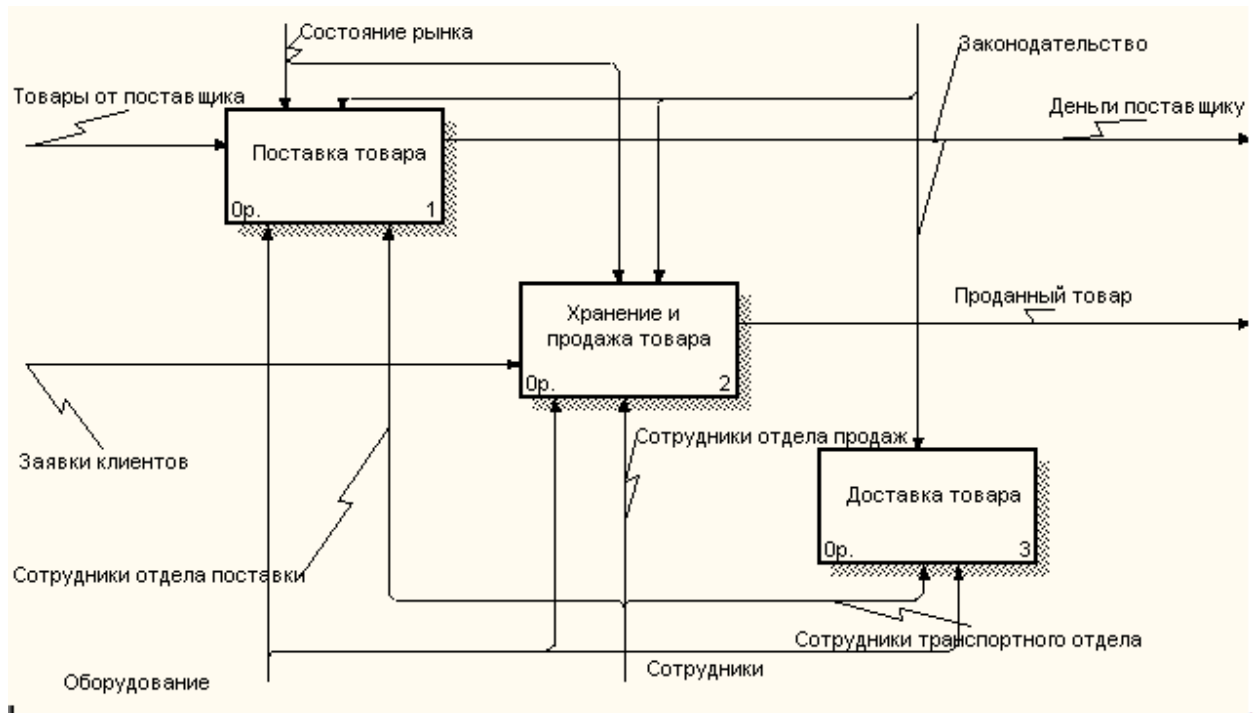 Состояние рынка
Законодательство
Товары от поставщика
Деньги поставщику
Поставка товара
0р. 1
Проданный товар
Хранение и
продажа товара
0р. 2
Сотрудники отдела продаж
Заявки клиентов
Доставка товара
0р. 3
Сотрудники отдела поставки
Сотрудники транспортного отдела
Сотрудники
Оборудование